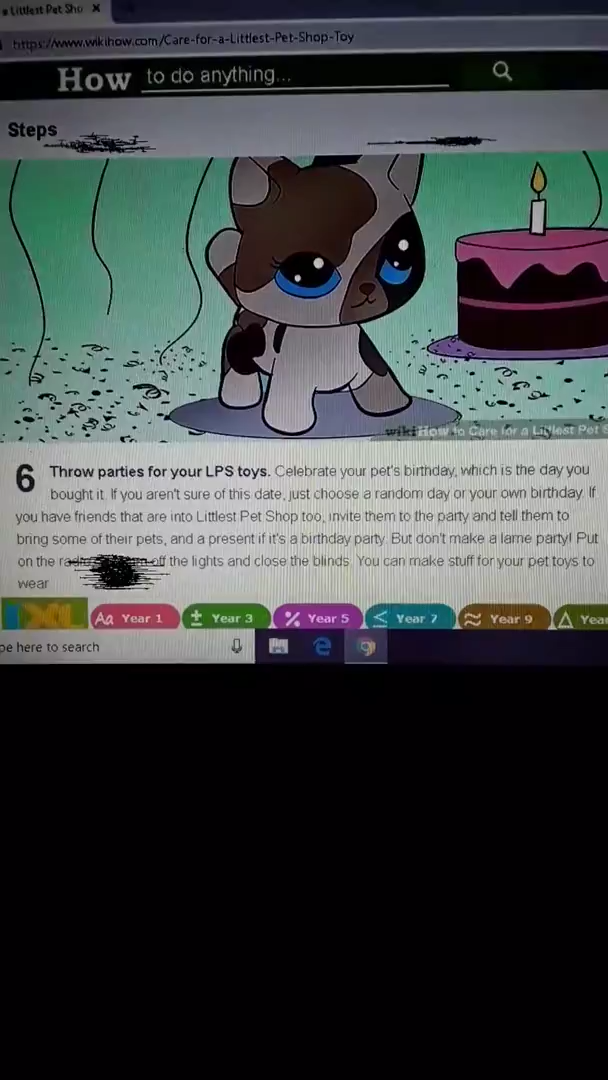 e Littlest Pet Sho x
https://www.wikihow.com/Care-for-a-Littlest-Pet-Shop-Toy
How to do anything...
Steps
wikiHow to Care for a Littlest Pet S
6 Throw parties for your LPS toys. Celebrate your pet's birthday, which is the day you
bought it. If you aren't sure of this date, just choose a random day or your own birthday. If
you have friends that are into Littlest Pet Shop too, invite them to the party and tell them to
bring some of their pets, and a present if it's a birthday party. But don't make a lame party! Put
on the off the lights and close the blinds. You can make stuff for your pet toys to
wear
IXL Aa Year 1 ± Year 3 % Year 5 ≤ Year 7 ≈ Year 9 Yea
pe here to search